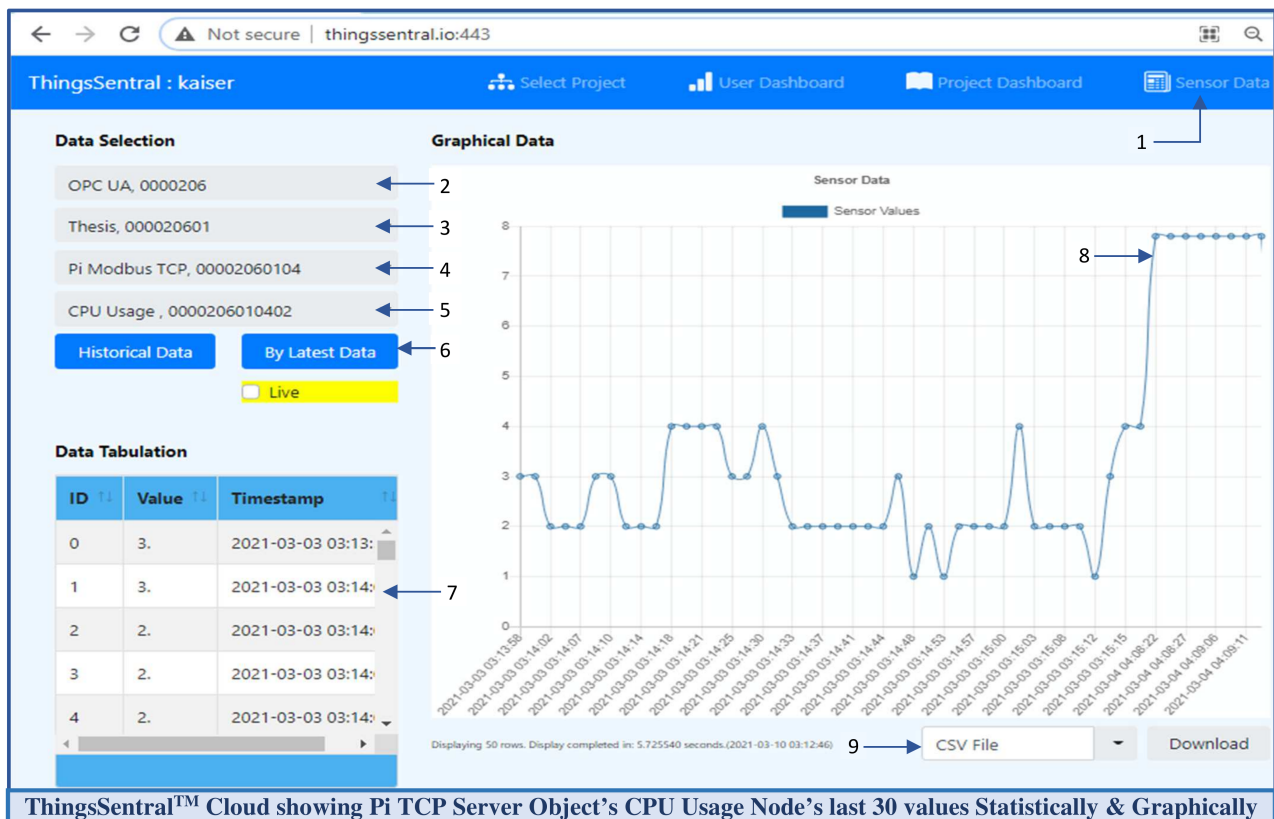 Not secure | thingssentral.io:443
ThingsSentral : kaiser
Select Project
User Dashboard
Project Dashboard
Sensor Data
1
Data Selection
OPC UA, 0000206
2
Thesis, 000020601
3
Pi Modbus TCP, 00002060104
4
CPU Usage , 0000206010402
5
Historical Data
By Latest Data
6
Live
Data Tabulation
ID
Value
Timestamp
0 3. 2021-03-03 03:13:
1 3. 2021-03-03 03:14:
7
2 2. 2021-03-03 03:14:
3 2. 2021-03-03 03:14:
4 2. 2021-03-03 03:14:
Graphical Data
Sensor Data
Sensor Values
8
7
6
5
4
3
2
1
0
8
2021-03-03 03:13:58
2021-03-03 03:14:02
2021-03-03 03:14:07
2021-03-03 03:14:10
2021-03-03 03:14:14
2021-03-03 03:14:18
2021-03-03 03:14:21
2021-03-03 03:14:25
2021-03-03 03:14:30
2021-03-03 03:14:33
2021-03-03 03:14:37
2021-03-03 03:14:41
2021-03-03 03:14:44
2021-03-03 03:14:48
2021-03-03 03:14:53
2021-03-03 03:14:57
2021-03-03 03:15:00
2021-03-03 03:15:03
2021-03-03 03:15:08
2021-03-03 03:15:12
2021-03-03 03:15:15
2021-03-04 04:08:22
2021-03-04 04:08:27
2021-03-04 04:09:06
2021-03-04 04:09:11
Displaying 50 rows. Display completed in: 5.725540 seconds.(2021-03-10 03:12:46)
9
CSV File
Download
ThingsSentral™ Cloud showing Pi TCP Server Object's CPU Usage Node's last 30 values Statistically & Graphically